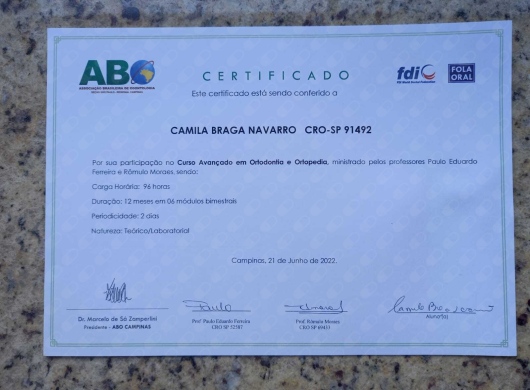 ABO
ASSOCIAÇÃO BRASILEIRA DE ODONTOLOGIA
CERTIFICADO
fdi
FOLA
ORAL
Este certificado está sendo conferido a
CAMILA BRAGA NAVARRO CRO-SP 91492
Por sua participação no Curso Avançado em Ortodontia e Ortopedia, ministrado pelos professores Paulo Eduardo
Ferreira e Rômulo Moraes, sendo:
Carga Horária: 96 horas
Duração: 12 meses em 06 módulos bimestrais
Periodicidade: 2 dias
Natureza: Teórico/Laboratorial
Campinas, 21 de Junho de 2022.
Dr. Marcelo de Sá Zamperlini
Presidente - ABO CAMPINAS
Prof. Paulo Eduardo Ferreira
Prof. Rômulo Moraes
Aluno(a)